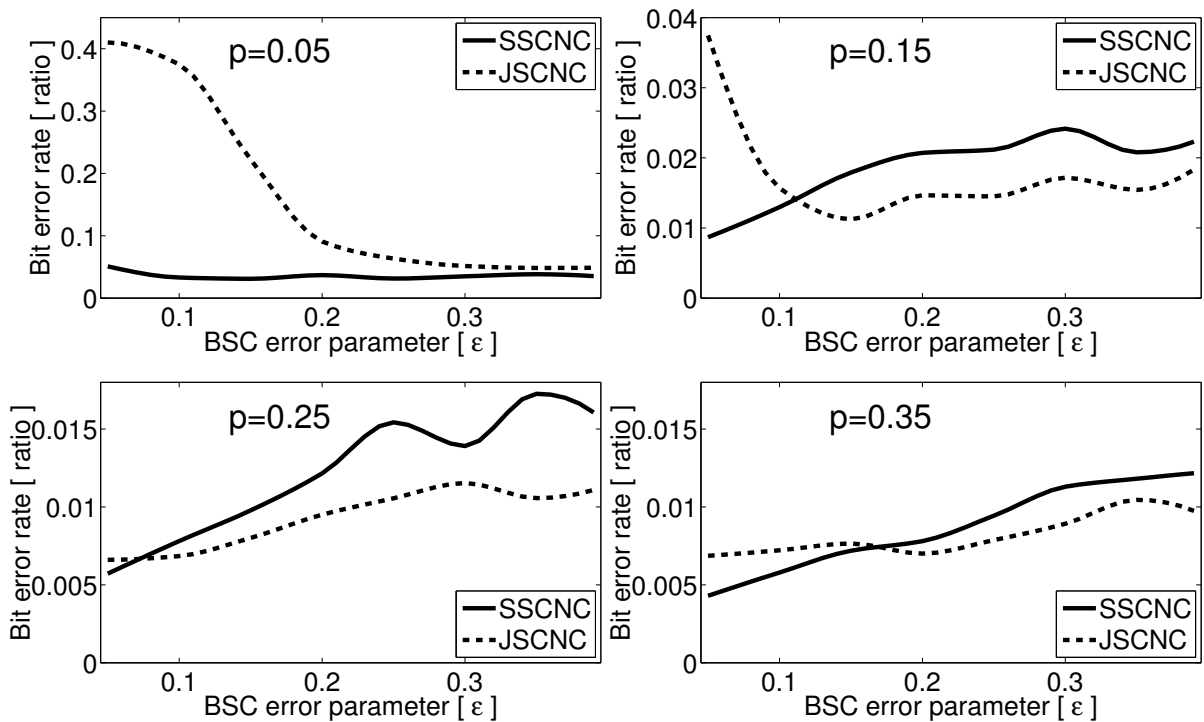 p=0.05
SSCNC
JSCNC
Bit error rate [ ratio ]
0.4
0.3
0.2
0.1
0
0.1 0.2 0.3
BSC error parameter [ ε ]
p=0.15
SSCNC
JSCNC
Bit error rate [ ratio ]
0.04
0.03
0.02
0.01
0
0.1 0.2 0.3
BSC error parameter [ ε ]
p=0.25
Bit error rate [ ratio ]
0.015
0.01
0.005
0
SSCNC
JSCNC
0.1 0.2 0.3
BSC error parameter [ ε ]
p=0.35
Bit error rate [ ratio ]
0.015
0.01
0.005
0
SSCNC
JSCNC
0.1 0.2 0.3
BSC error parameter [ ε ]